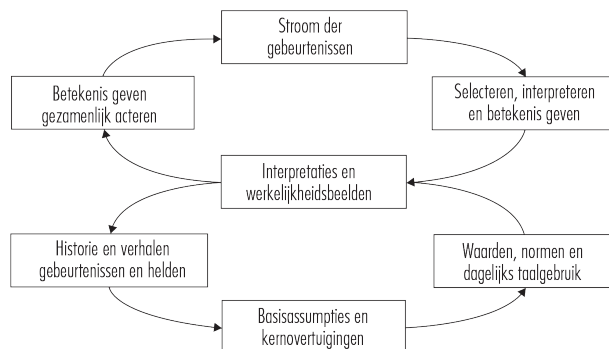 Stroom der
gebeurtenissen
Betekenis geven
gezamenlijk acteren
Selecteren, interpreteren
en betekenis geven
Interpretaties en
werkelijkheidsbeelden
Historie en verhalen
gebeurtenissen en helden
Waarden, normen en
dagelijks taalgebruik
Basisassumpties en
kernovertuigingen